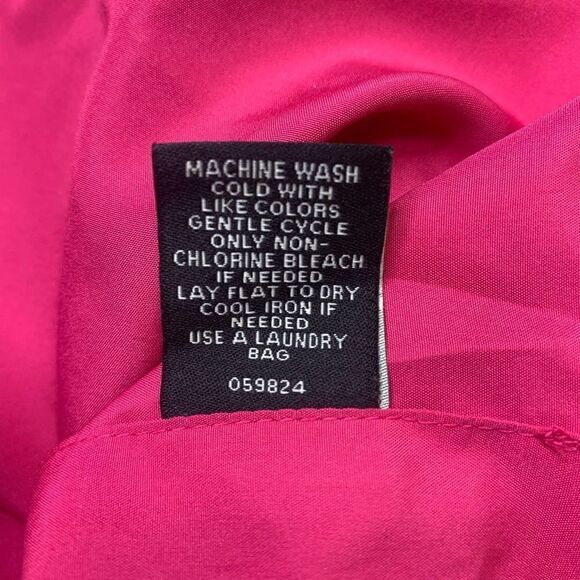 MACHINE WASH
COLD WITH
LIKE COLORS
GENTLE CYCLE
ONLY NON-
CHLORINE BLEACH
IF NEEDED
LAY FLAT TO DRY
COOL IRON IF
NEEDED
USE A LAUNDRY
BAG
059824